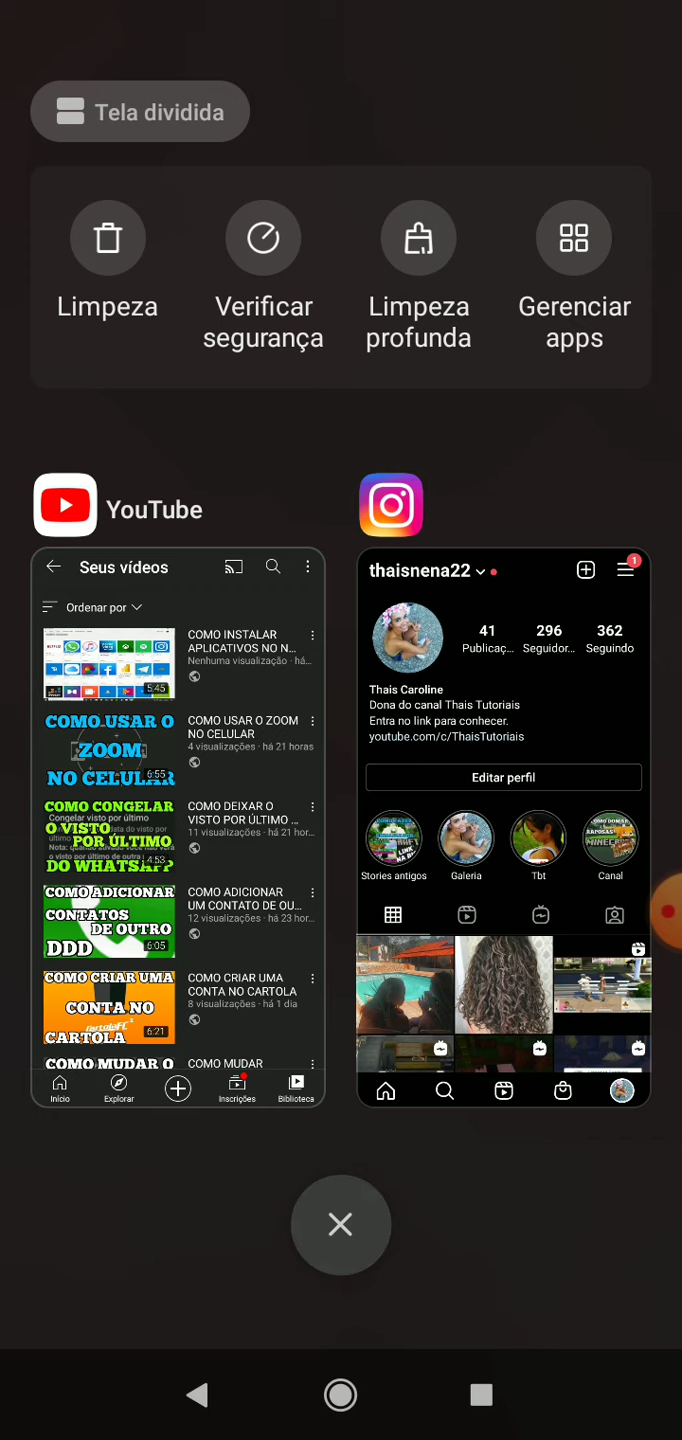 Tela dividida
Limpeza
Verificar
segurança
Limpeza
profunda
Gerenciar
apps
YouTube
Seus vídeos
Ordenar por
5:45
COMO INSTALAR
APLICATIVOS NO N...
Nenhuma visualização · há...
COMO USAR O
ZOOM
NO CELULAR
6:55
COMO USAR O ZOOM
NO CELULAR
4 visualizações · há 21 horas
COMO CONGELAR
Congelar visto por último
O VISTO
POR ÚLTIMO
DO WHATSAPP
4:53
COMO DEIXAR O
VISTO POR ÚLTIMO ...
11 visualizações · há 21 hor...
COMO ADICIONAR
CONTATOS
DE OUTRO
DDD
6:05
COMO ADICIONAR
UM CONTATO DE OU...
12 visualizações · há 23 hor...
COMO CRIAR UMA
CONTA NO
CARTOLA
CartolaFC
6:21
COMO CRIAR UMA
CONTA NO CARTOLA
8 visualizações · há 1 dia
COMO MUDAR O
COMO MUDAR
Início
Explorar
Inscrições
Biblioteca
thaisnena22
1
41
Publicaç...
296
Seguidor...
362
Seguindo
Thais Caroline
Dona do canal Thais Tutoriais
Entra no link para conhecer.
youtube.com/c/ThaisTutoriais
Editar perfil
Stories antigos
Galeria
Tbt
Canal